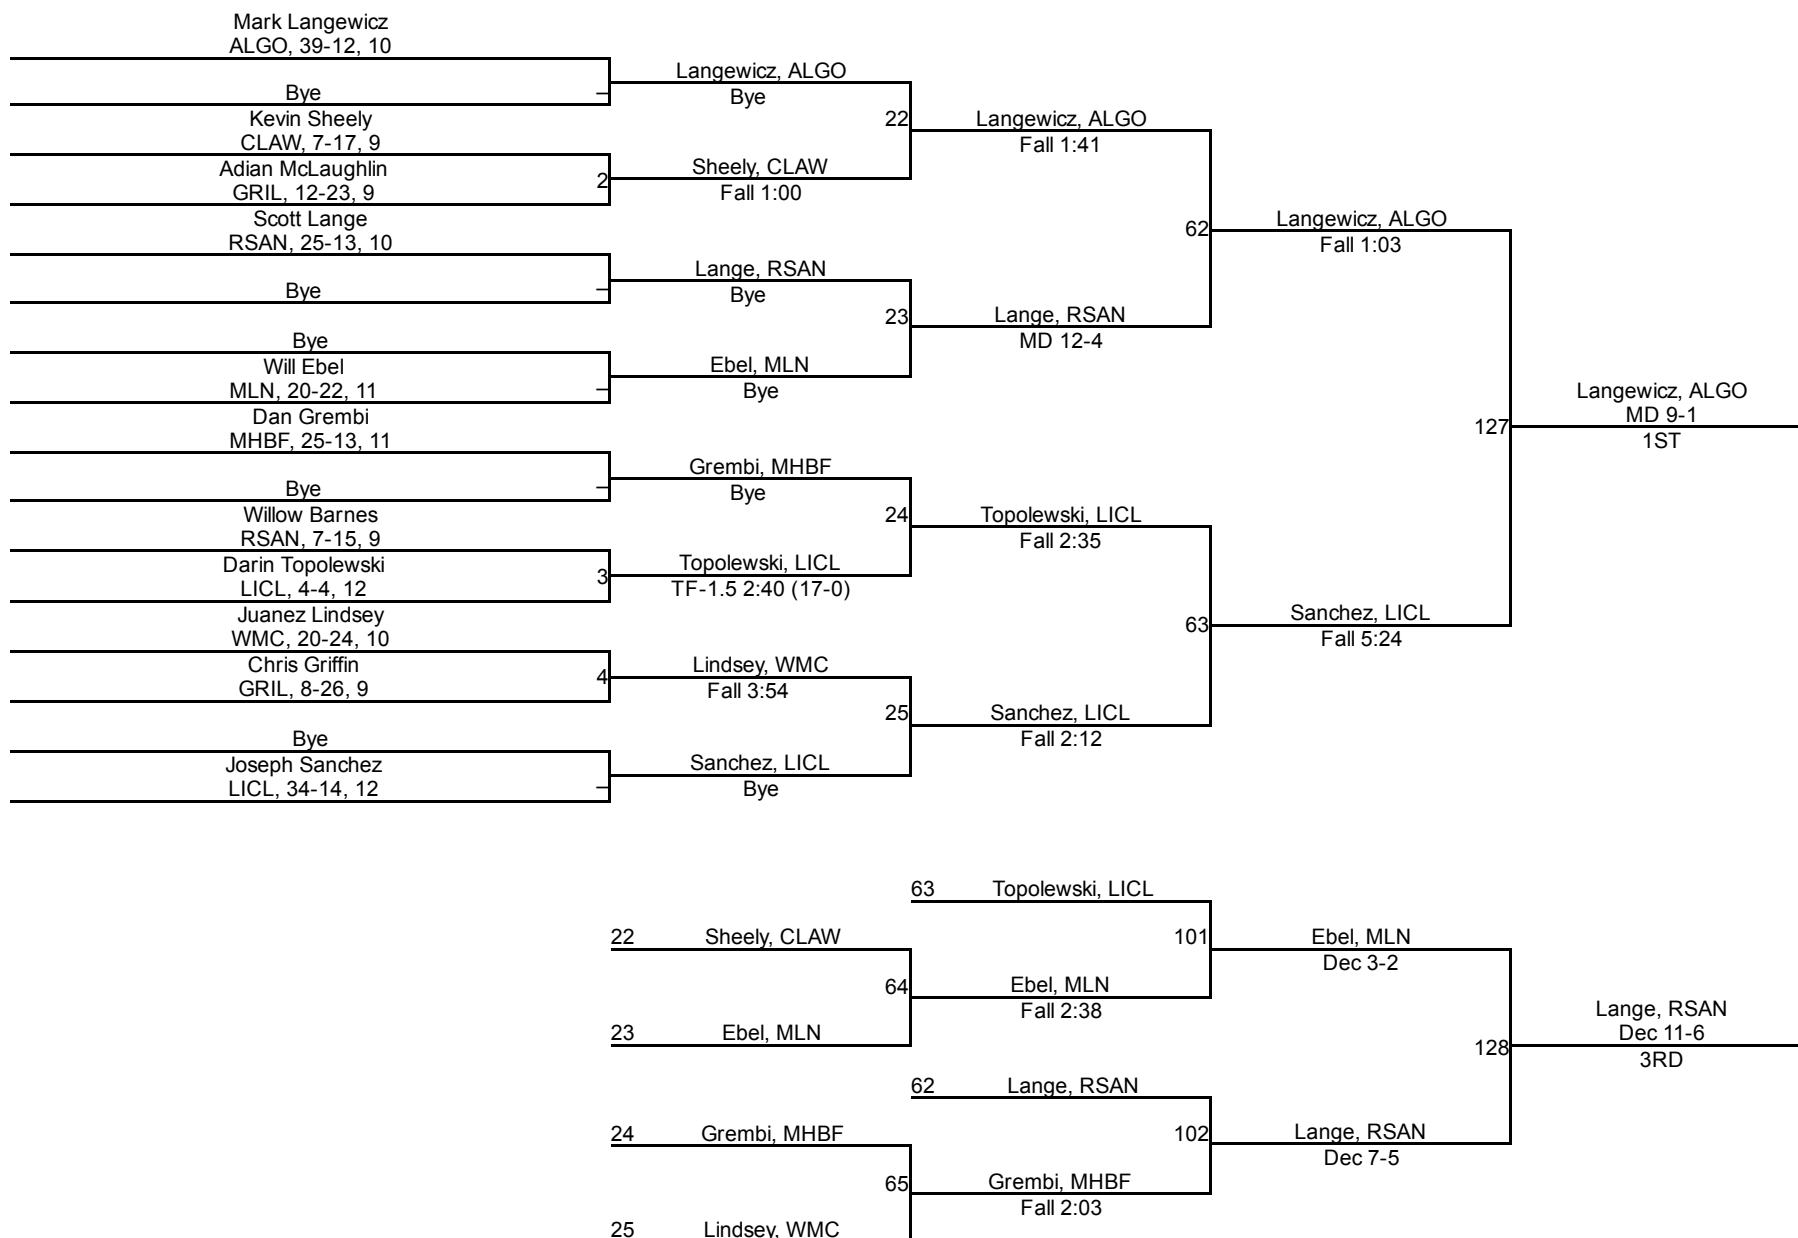 Mark Langewicz
ALGO, 39-12, 10
Bye
–
Kevin Sheely
CLAW, 7-17, 9
Adian McLaughlin
GRIL, 12-23, 9
2
Scott Lange
RSAN, 25-13, 10
Bye
–
Bye
Will Ebel
MLN, 20-22, 11
–
Dan Grembi
MHBF, 25-13, 11
Bye
–
Willow Barnes
RSAN, 7-15, 9
Darin Topolewski
LICL, 4-4, 12
3
Juanez Lindsey
WMC, 20-24, 10
Chris Griffin
GRIL, 8-26, 9
4
Bye
Joseph Sanchez
LICL, 34-14, 12
–
Langewicz, ALGO
Bye
22
Sheely, CLAW
Fall 1:00
Lange, RSAN
Bye
23
Ebel, MLN
Bye
Grembi, MHBF
Bye
24
Topolewski, LICL
TF-1.5 2:40 (17-0)
Lindsey, WMC
Fall 3:54
25
Sanchez, LICL
Bye
Langewicz, ALGO
Fall 1:41
62
Lange, RSAN
MD 12-4
Topolewski, LICL
Fall 2:35
63
Sanchez, LICL
Fall 2:12
Langewicz, ALGO
Fall 1:03
127
Sanchez, LICL
Fall 5:24
Langewicz, ALGO
MD 9-1
1ST
63 Topolewski, LICL
22 Sheely, CLAW
101
64
Ebel, MLN
Fall 2:38
23 Ebel, MLN
Ebel, MLN
Dec 3-2
62 Lange, RSAN
24 Grembi, MHBF
102
65
Grembi, MHBF
Fall 2:03
25 Lindsey, WMC
Lange, RSAN
Dec 7-5
128
Lange, RSAN
Dec 11-6
3RD